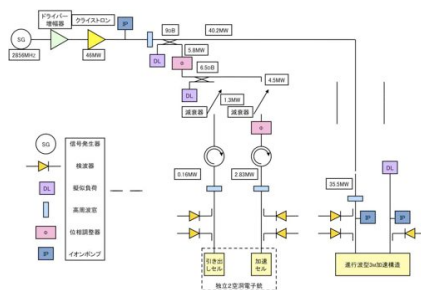 ドライバー
増幅器
クライストロン
IP
SG
2856MHz
46MW
9dB
40.2MW
DL
5.8MW
Φ
6.5dB
4.5MW
DL
1.3MW
減衰器
減衰器
Φ
0.16MW
2.83MW
DL
35.5MW
IP
IP
SG
信号発生器
検波器
DL
疑似負荷
高周波窓
Φ
位相調整器
IP
イオンポンプ
引き出
しセル
加速
セル
独立2空洞電子銃
進行波型3m加速構造